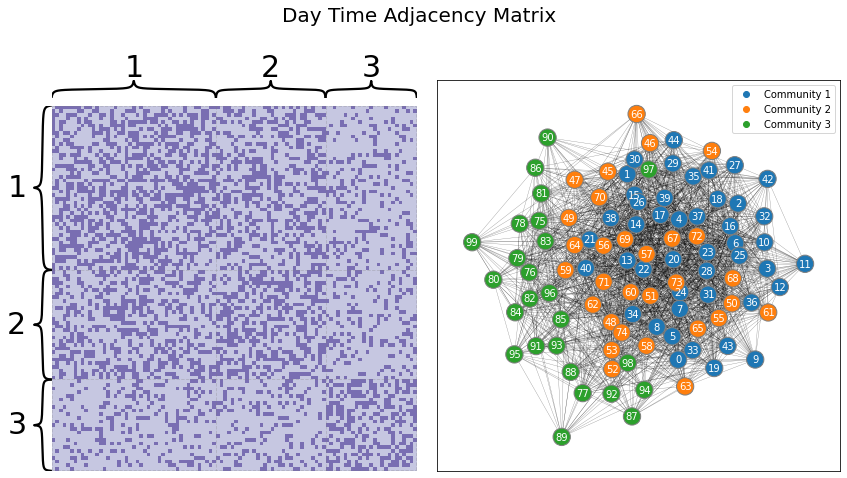 Day Time Adjacency Matrix
1 2 3
1
2
3
Community 1
Community 2
Community 3
66
90 46 44
54
86 30 29 27
45 1 97 41
47 35 42
81 15 39 18
70 26 2
78 75 49 38 17 4 37 32
14 16
99 83 64 21 56 69 67 72 6 10
79 13 57 20 23 25
76 59 40 22 28 3 11
80 71 73 68 12
82 96 60 51 24 31
84 62 50 36
85 48 34 7 55 61
74 8 65
95 91 93 53 58 5 33 43
98 0 9
88 52 19
77 92 94 63
87
89